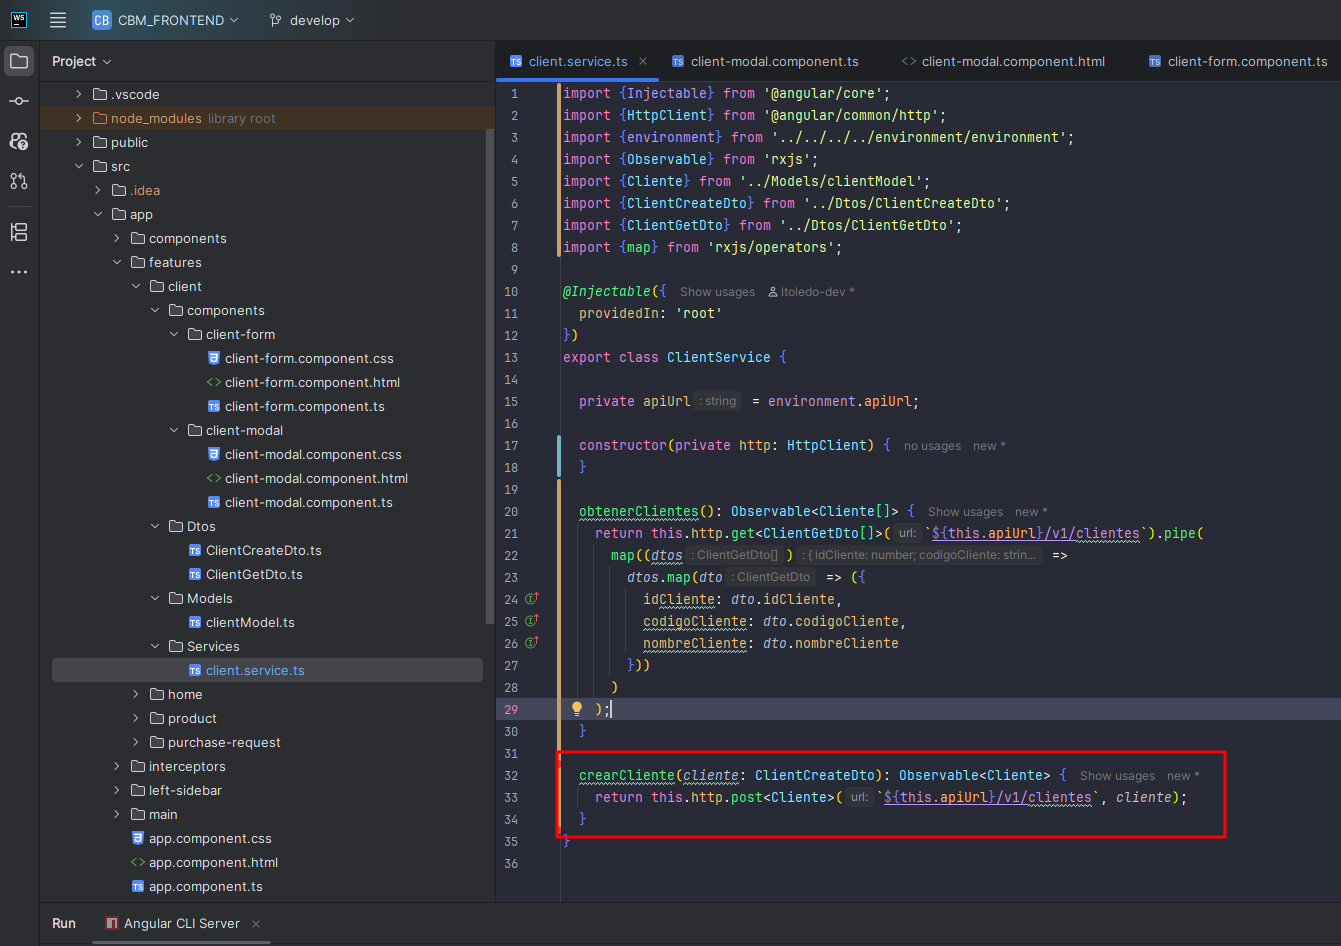 WS
CB CBM_FRONTEND develop
Project
.vscode
node_modules library root
public
src
.idea
app
components
features
client
components
client-form
client-form.component.css
client-form.component.html
client-form.component.ts
client-modal
client-modal.component.css
client-modal.component.html
client-modal.component.ts
Dtos
ClientCreateDto.ts
ClientGetDto.ts
Models
clientModel.ts
Services
client.service.ts
home
product
purchase-request
interceptors
left-sidebar
main
app.component.css
app.component.html
app.component.ts
client.service.ts client-modal.component.ts client-modal.component.html client-form.component.ts
1 import {Injectable} from '@angular/core';
2 import {HttpClient} from '@angular/common/http';
3 import {environment} from '../../../../environment/environment';
4 import {Observable} from 'rxjs';
5 import {Cliente} from '../Models/clientModel';
6 import {ClientCreateDto} from '../Dtos/ClientCreateDto';
7 import {ClientGetDto} from '../Dtos/ClientGetDto';
8 import {map} from 'rxjs/operators';
9
10 @Injectable({ Show usages ltoledo-dev *
11 providedIn: 'root'
12 })
13 export class ClientService {
14
15 private apiUrl : string = environment.apiUrl;
16
17 constructor(private http: HttpClient) { no usages new *
18 }
19
20 obtenerClientes(): Observable<Cliente[]> { Show usages new *
21 return this.http.get<ClientGetDto[]>( url: `${this.apiUrl}/v1/clientes`).pipe(
22 map((dtos : ClientGetDto[] ) : { idCliente: number; codigoCliente: strin... =>
23 dtos.map(dto : ClientGetDto => ({
24 idCliente: dto.idCliente,
25 codigoCliente: dto.codigoCliente,
26 nombreCliente: dto.nombreCliente
27 }))
28 )
29 );
30 }
31
32 crearCliente(cliente: ClientCreateDto): Observable<Cliente> { Show usages new *
33 return this.http.post<Cliente>( url: `${this.apiUrl}/v1/clientes`, cliente);
34 }
35 }
36
Run Angular CLI Server